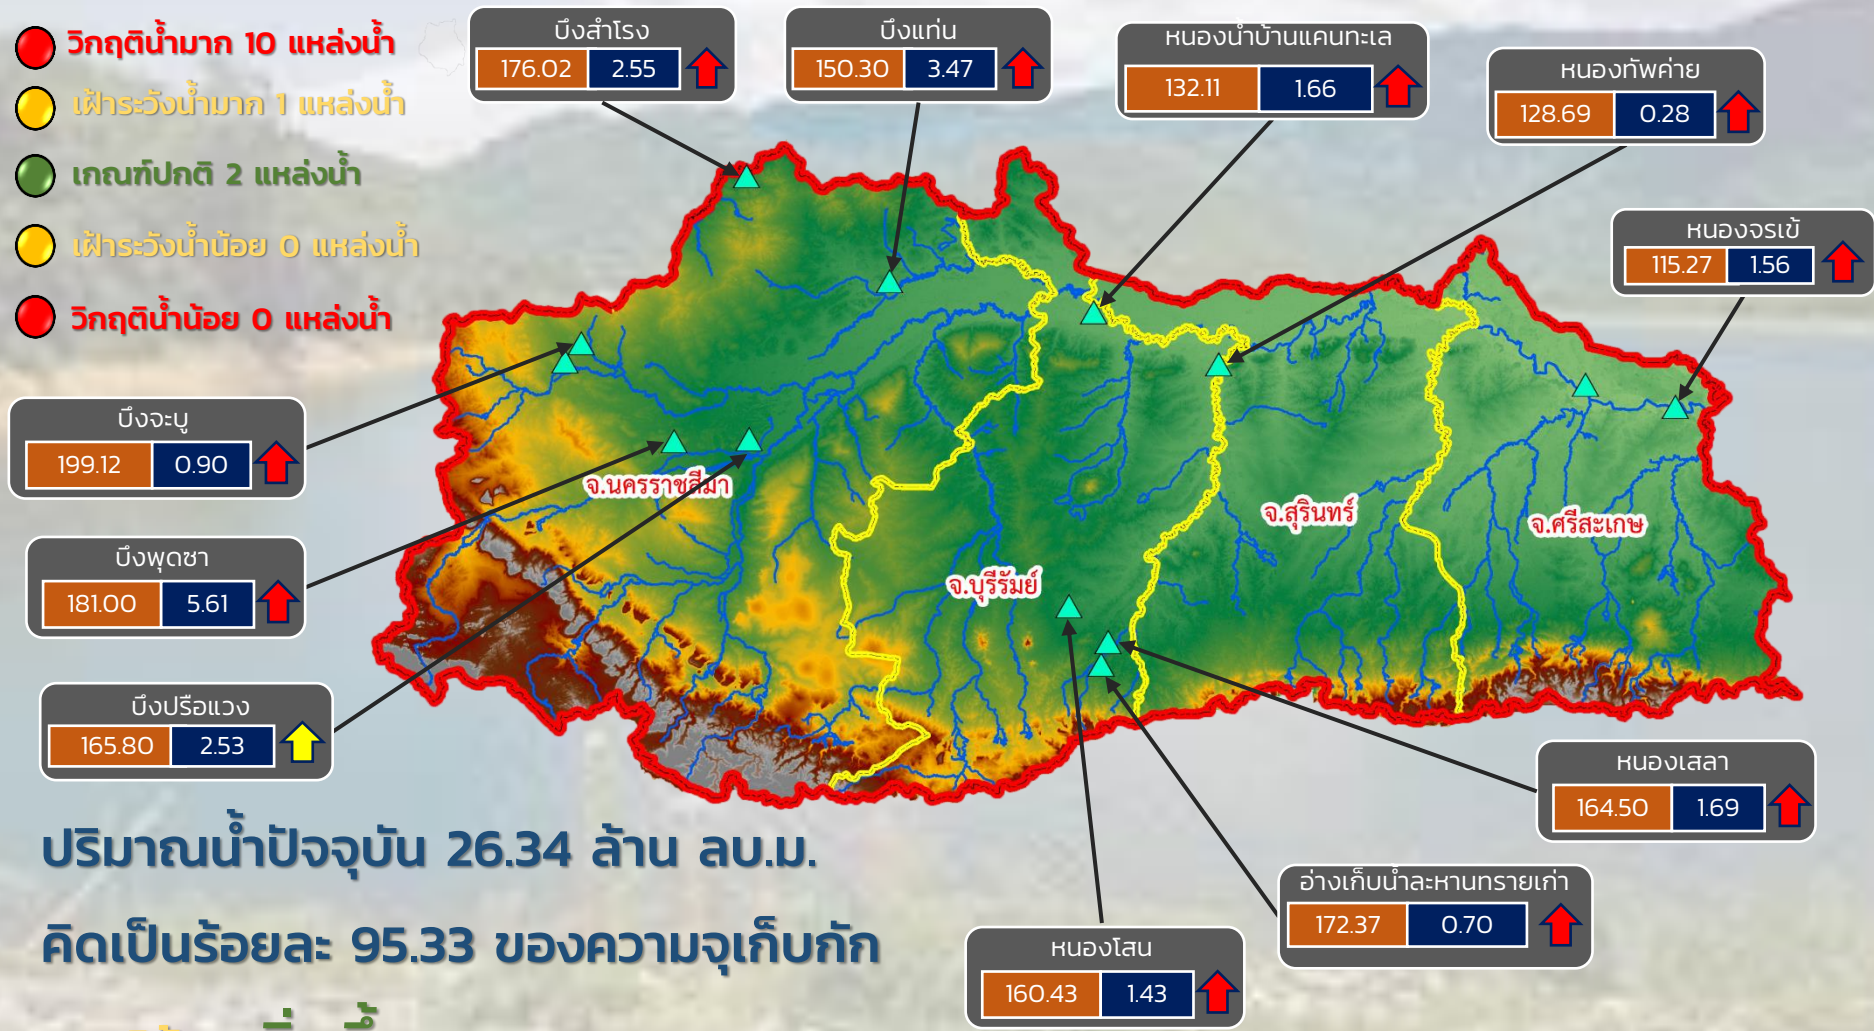 วิกฤติน้ำมาก 10 แหล่งน้ำ
เฝ้าระวังน้ำมาก 1 แหล่งน้ำ
เกณฑ์ปกติ 2 แหล่งน้ำ
เฝ้าระวังน้ำน้อย 0 แหล่งน้ำ
วิกฤติน้ำน้อย 0 แหล่งน้ำ
บึงสำโรง
176.02 2.55
บึงแท่น
150.30 3.47
หนองน้ำบ้านแคนทะเล
132.11 1.66
หนองทัพค่าย
128.69 0.28
หนองจรเข้
115.27 1.56
บึงจะบู
199.12 0.90
บึงพุดซา
181.00 5.61
บึงปรือแวง
165.80 2.53
จ.นครราชสีมา
จ.บุรีรัมย์
จ.สุรินทร์
จ.ศรีสะเกษ
หนองเสลา
164.50 1.69
อ่างเก็บน้ำละหานทรายเก่า
172.37 0.70
หนองโสน
160.43 1.43
ปริมาณน้ำปัจจุบัน 26.34 ล้าน ลบ.ม.
คิดเป็นร้อยละ 95.33 ของความจุเก็บกัก